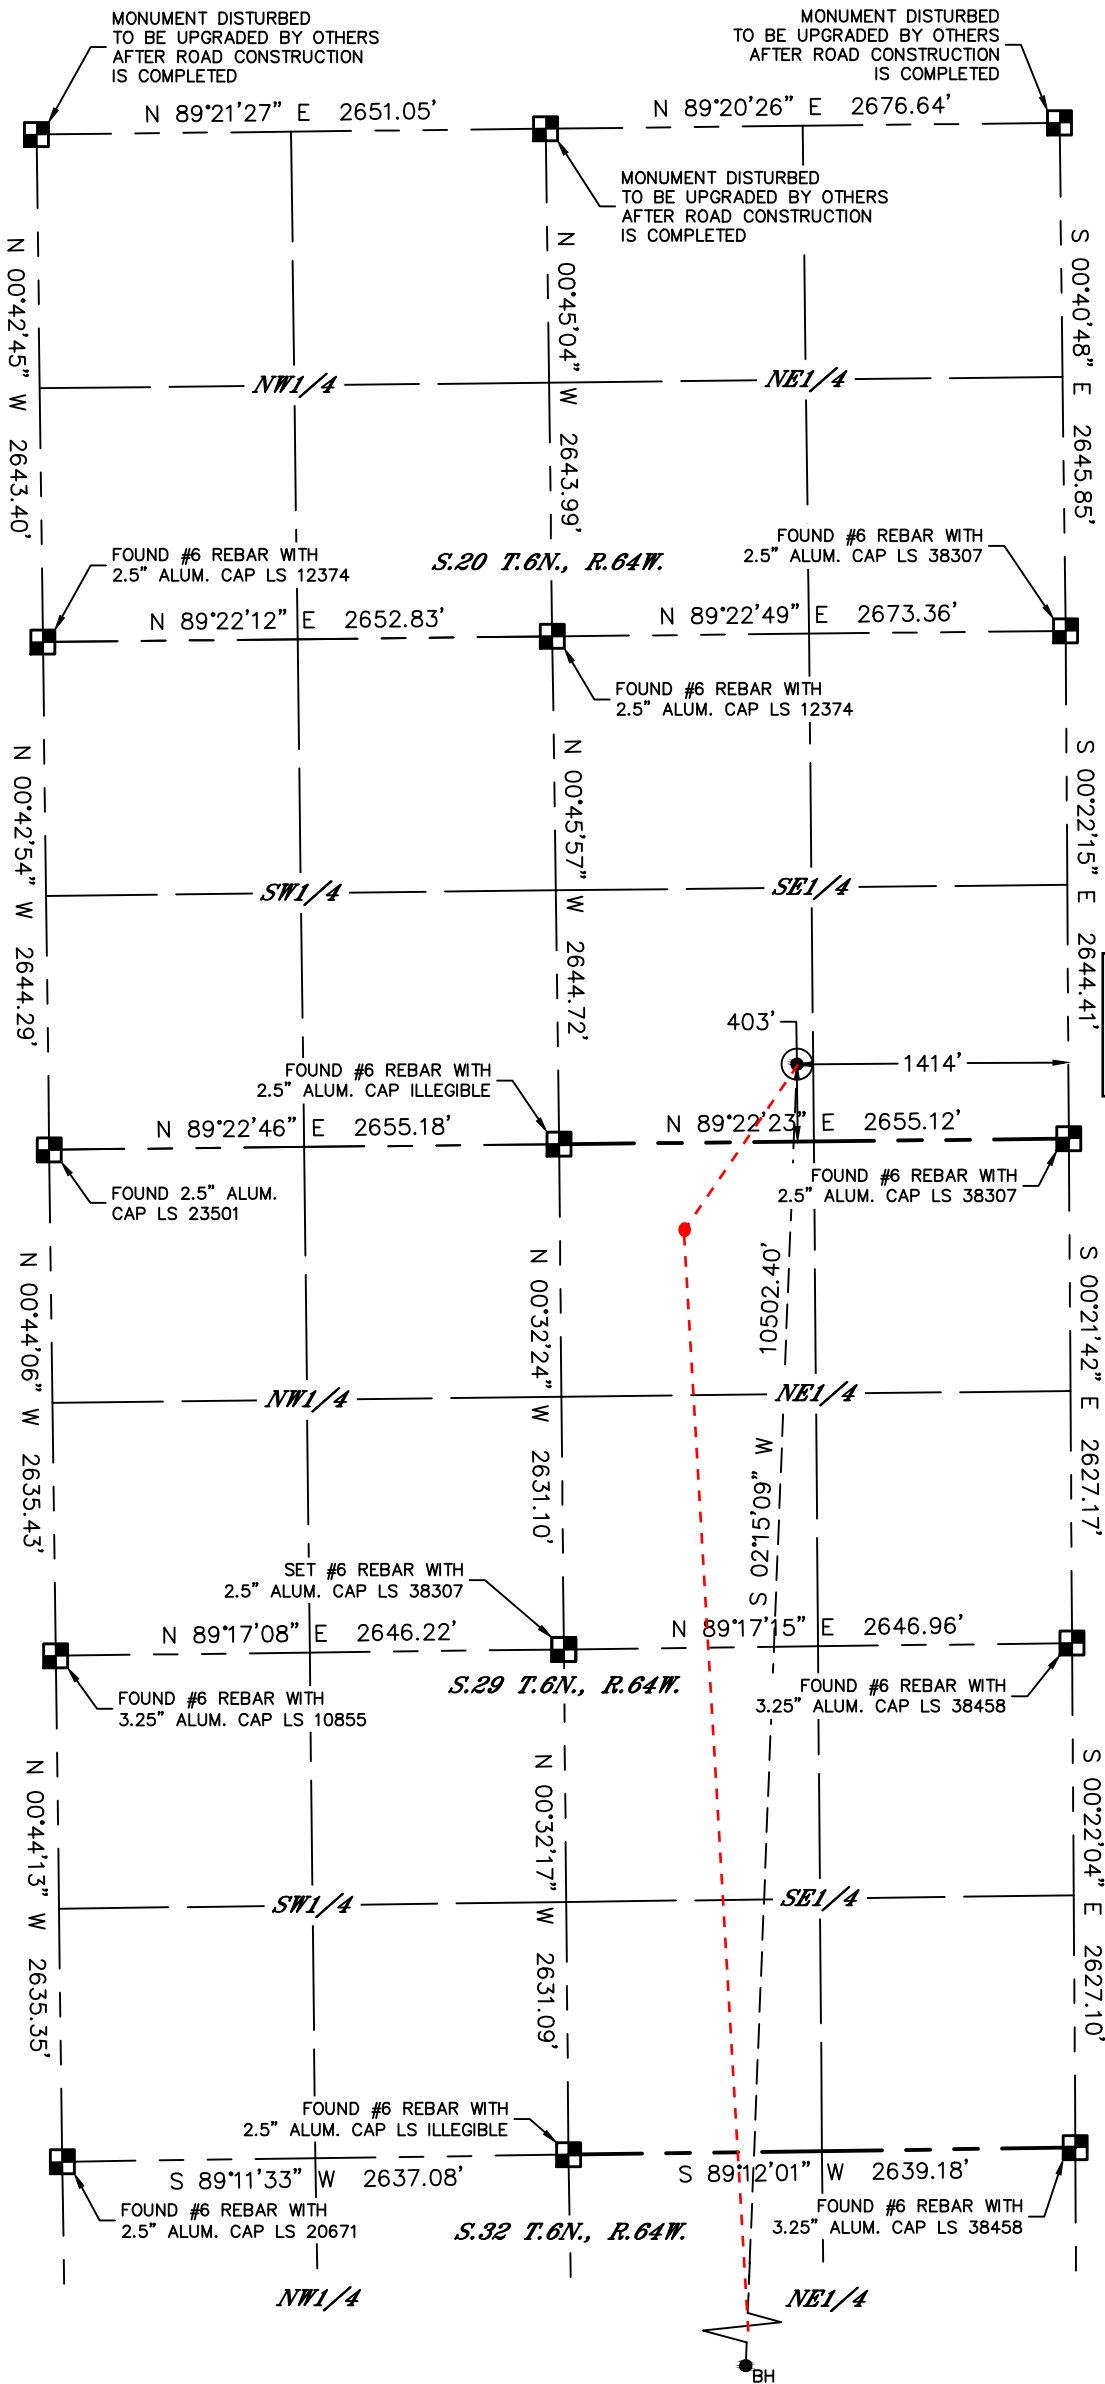 MONUMENT DISTURBED
TO BE UPGRADED BY OTHERS
AFTER ROAD CONSTRUCTION
IS COMPLETED
MONUMENT DISTURBED
TO BE UPGRADED BY OTHERS
AFTER ROAD CONSTRUCTION
IS COMPLETED
N 89°21'27" E 2651.05'
N 89°20'26" E 2676.64'
MONUMENT DISTURBED
TO BE UPGRADED BY OTHERS
AFTER ROAD CONSTRUCTION
IS COMPLETED
N 00°42'45" W 2643.40'
N 00°45'04" W 2643.99'
S 00°40'48" E 2645.85'
NW1/4
NE1/4
FOUND #6 REBAR WITH
2.5" ALUM. CAP LS 12374
S.20 T.6N., R.64W.
FOUND #6 REBAR WITH
2.5" ALUM. CAP LS 38307
N 89°22'12" E 2652.83'
N 89°22'49" E 2673.36'
FOUND #6 REBAR WITH
2.5" ALUM. CAP LS 12374
N 00°42'54" W 2644.29'
N 00°45'57" W 2644.72'
S 00°22'15" E 2644.41'
SW1/4
SE1/4
403'
1414'
FOUND #6 REBAR WITH
2.5" ALUM. CAP ILLEGIBLE
N 89°22'46" E 2655.18'
N 89°22'23" E 2655.12'
FOUND 2.5" ALUM.
CAP LS 23501
FOUND #6 REBAR WITH
2.5" ALUM. CAP LS 38307
N 00°44'06" W 2635.43'
N 00°32'24" W 2631.10'
S 02°15'09" W 10502.40'
S 00°21'42" E 2627.17'
NW1/4
NE1/4
SET #6 REBAR WITH
2.5" ALUM. CAP LS 38307
N 89°17'08" E 2646.22'
N 89°17'15" E 2646.96'
FOUND #6 REBAR WITH
3.25" ALUM. CAP LS 10855
S.29 T.6N., R.64W.
FOUND #6 REBAR WITH
3.25" ALUM. CAP LS 38458
N 00°44'13" W 2635.35'
N 00°32'17" W 2631.09'
S 00°22'04" E 2627.10'
SW1/4
SE1/4
FOUND #6 REBAR WITH
2.5" ALUM. CAP LS ILLEGIBLE
S 89°11'33" W 2637.08'
S 89°12'01" W 2639.18'
FOUND #6 REBAR WITH
2.5" ALUM. CAP LS 20671
S.32 T.6N., R.64W.
FOUND #6 REBAR WITH
3.25" ALUM. CAP LS 38458
NW1/4
NE1/4
BH